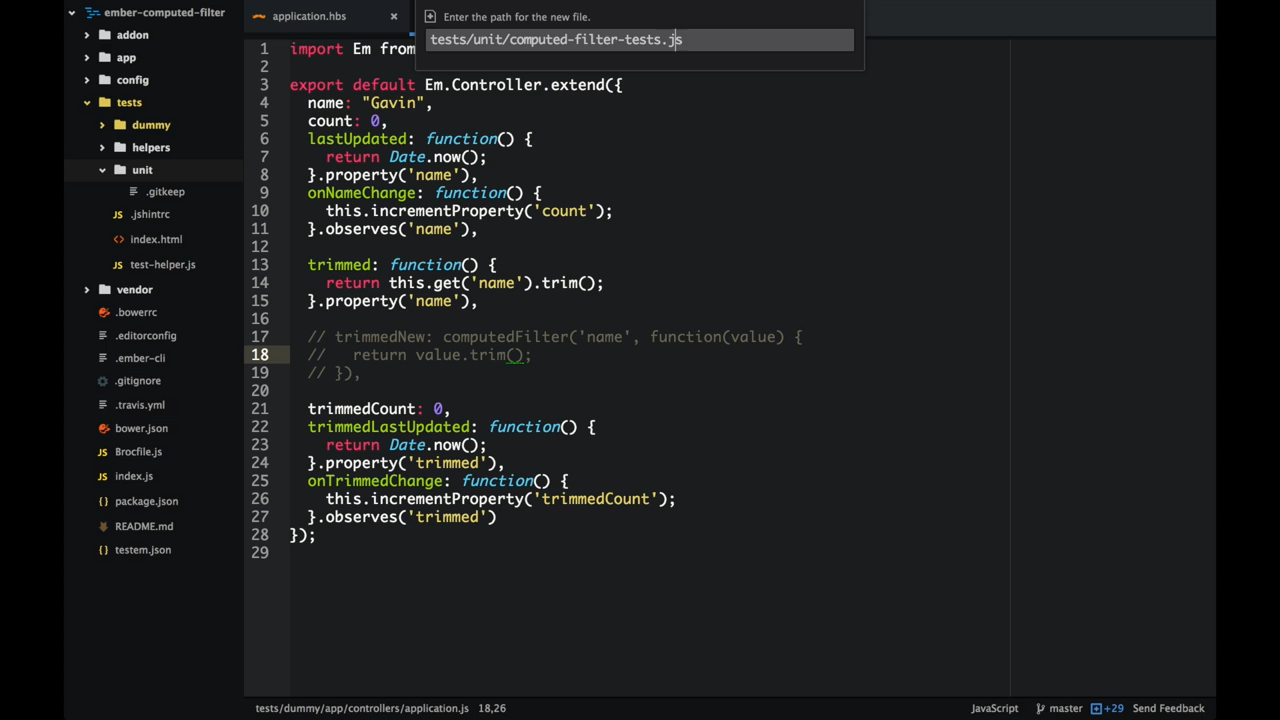 ember-computed-filter
addon
app
config
tests
dummy
helpers
unit
.gitkeep
JS .jshintrc
<> index.html
JS test-helper.js
vendor
.bowerrc
.editorconfig
.ember-cli
.gitignore
.travis.yml
bower.json
JS Brocfile.js
JS index.js
{} package.json
README.md
{} testem.json
application.hbs ×
Enter the path for the new file.
tests/unit/computed-filter-tests.js
1 import Em from
2
3 export default Em.Controller.extend({
4 name: "Gavin",
5 count: 0,
6 lastUpdated: function() {
7 return Date.now();
8 }.property('name'),
9 onNameChange: function() {
10 this.incrementProperty('count');
11 }.observes('name'),
12
13 trimmed: function() {
14 return this.get('name').trim();
15 }.property('name'),
16
17 // trimmedNew: computedFilter('name', function(value) {
18 // return value.trim();
19 // }),
20
21 trimmedCount: 0,
22 trimmedLastUpdated: function() {
23 return Date.now();
24 }.property('trimmed'),
25 onTrimmedChange: function() {
26 this.incrementProperty('trimmedCount');
27 }.observes('trimmed')
28 });
29
tests/dummy/app/controllers/application.js 18,26
JavaScript master +29 Send Feedback